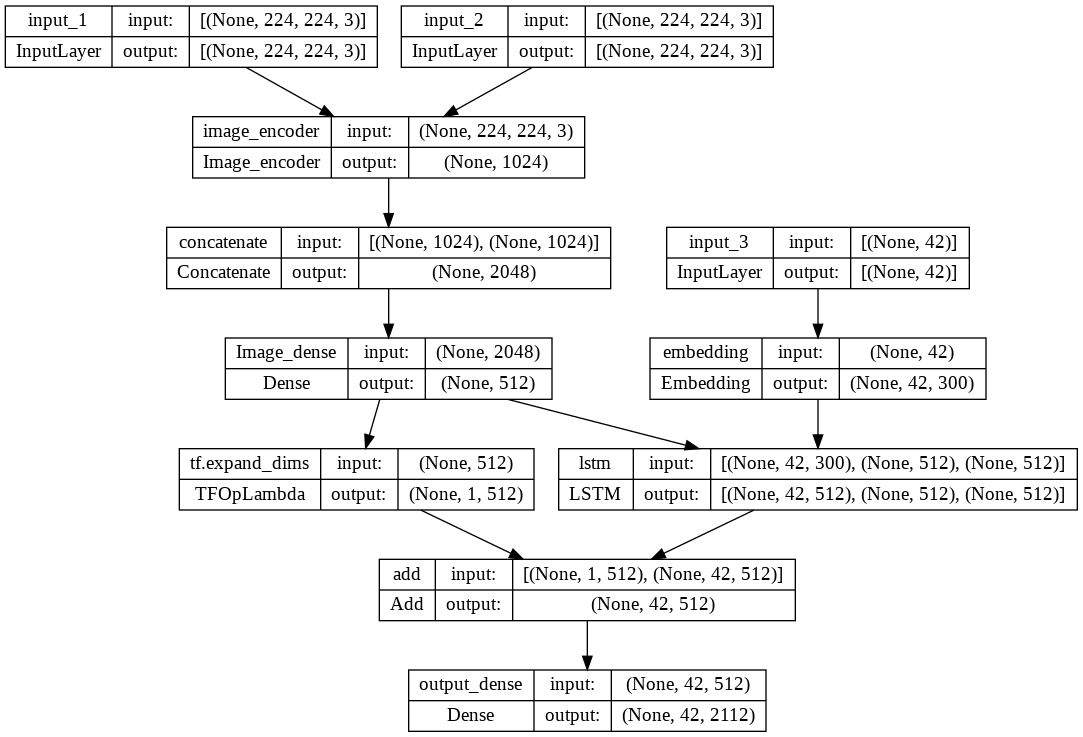 input_1 input: [(None, 224, 224, 3)]
InputLayer output: [(None, 224, 224, 3)]
input_2 input: [(None, 224, 224, 3)]
InputLayer output: [(None, 224, 224, 3)]
image_encoder input: (None, 224, 224, 3)
Image_encoder output: (None, 1024)
concatenate input: [(None, 1024), (None, 1024)]
Concatenate output: (None, 2048)
input_3 input: [(None, 42)]
InputLayer output: [(None, 42)]
Image_dense input: (None, 2048)
Dense output: (None, 512)
embedding input: (None, 42)
Embedding output: (None, 42, 300)
tf.expand_dims input: (None, 512)
TFOpLambda output: (None, 1, 512)
lstm input: [(None, 42, 300), (None, 512), (None, 512)]
LSTM output: [(None, 42, 512), (None, 512), (None, 512)]
add input: [(None, 1, 512), (None, 42, 512)]
Add output: (None, 42, 512)
output_dense input: (None, 42, 512)
Dense output: (None, 42, 2112)